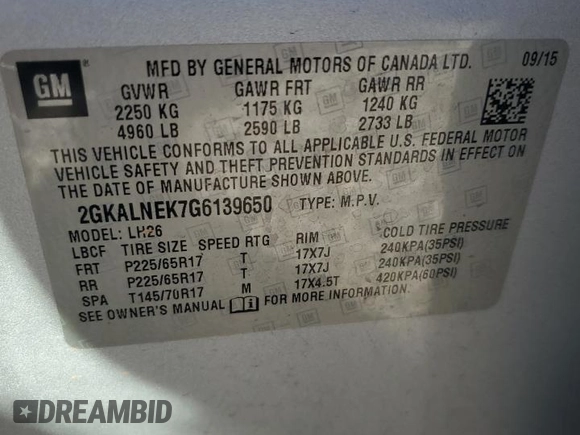 GM
MFD BY GENERAL MOTORS OF CANADA LTD. 09/15
GVWR GAWR FRT GAWR RR
2250 KG 1175 KG 1240 KG
4960 LB 2590 LB 2733 LB
THIS VEHICLE CONFORMS TO ALL APPLICABLE U.S. FEDERAL MOTOR
VEHICLE SAFETY AND THEFT PREVENTION STANDARDS IN EFFECT ON
THE DATE OF MANUFACTURE SHOWN ABOVE.
2GKALNEK7G6139650 TYPE: M.P.V.
MODEL: LH26
LBCF TIRE SIZE SPEED RTG RIM COLD TIRE PRESSURE
FRT P225/65R17 T 17X7J 240KPA(35PSI)
RR P225/65R17 T 17X7J 240KPA(35PSI)
SPA T145/70R17 M 17X4.5T 420KPA(60PSI)
SEE OWNER'S MANUAL FOR MORE INFORMATION.
DREAMBID